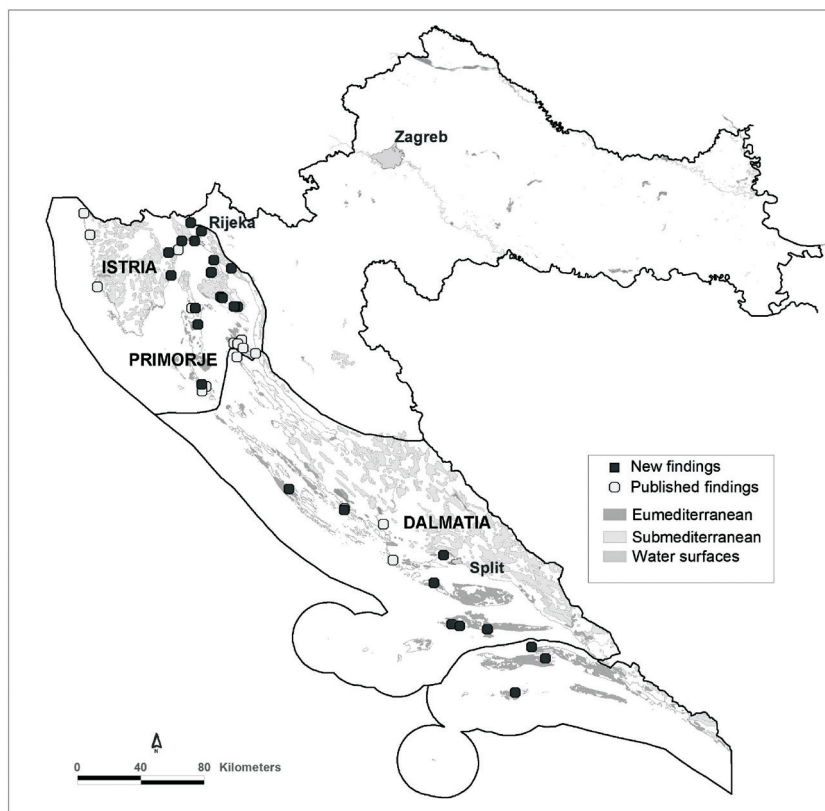 Zagreb
Rijeka
ISTRIA
PRIMORJE
DALMATIA
Split
New findings
Published findings
Eumediterranean
Submediterranean
Water surfaces
N
0 40 80 Kilometers